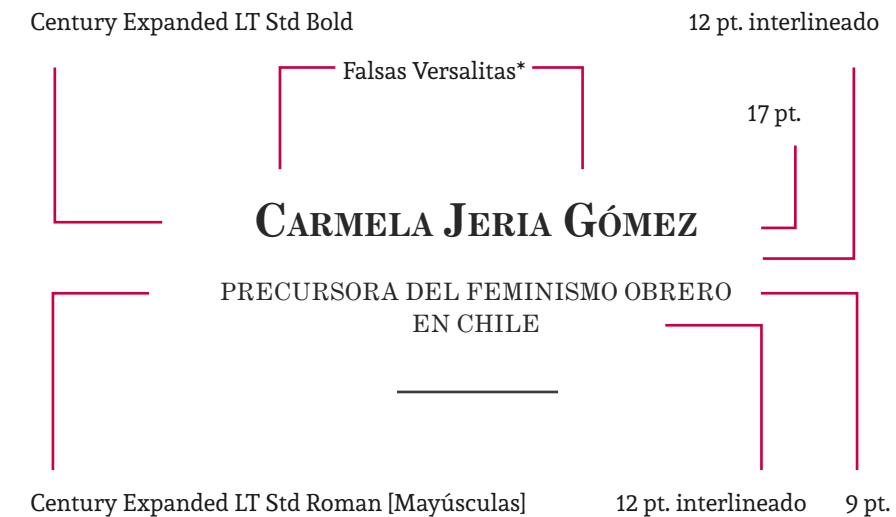 Century Expanded LT Std Bold
12 pt. interlineado
Falsas Versalitas*
17 pt.
Carmela Jeria Gómez
PRECURSORA DEL FEMINISMO OBRERO
EN CHILE
Century Expanded LT Std Roman [Mayúsculas]
12 pt. interlineado
9 pt.